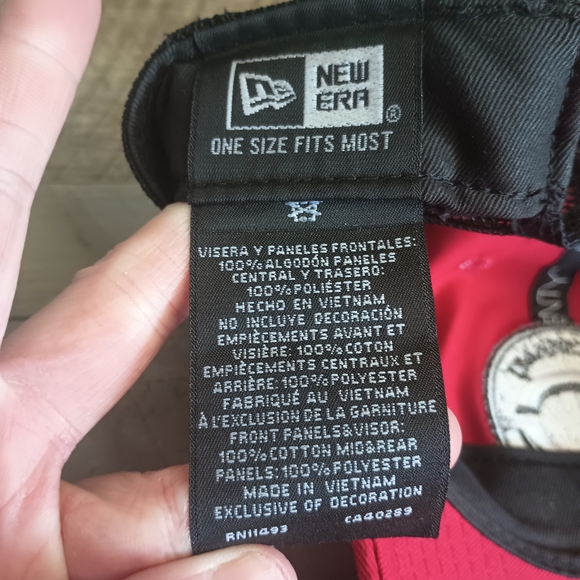 NEW
ERA
®
ONE SIZE FITS MOST
VISERA Y PANELES FRONTALES:
100% ALGODÓN PANELES
CENTRAL Y TRASERO:
100% POLIÉSTER
HECHO EN VIETNAM
NO INCLUYE DECORACIÓN
EMPIÈCEMENTS AVANT ET
VISIÈRE: 100% COTON
EMPIÈCEMENTS CENTRAUX ET
ARRIÈRE: 100% POLYESTER
FABRIQUÉ AU VIETNAM
À L'EXCLUSION DE LA GARNITURE
FRONT PANELS&VISOR:
100% COTTON MID&REAR
PANELS: 100% POLYESTER
MADE IN VIETNAM
EXCLUSIVE OF DECORATION
RN11493 CA40289